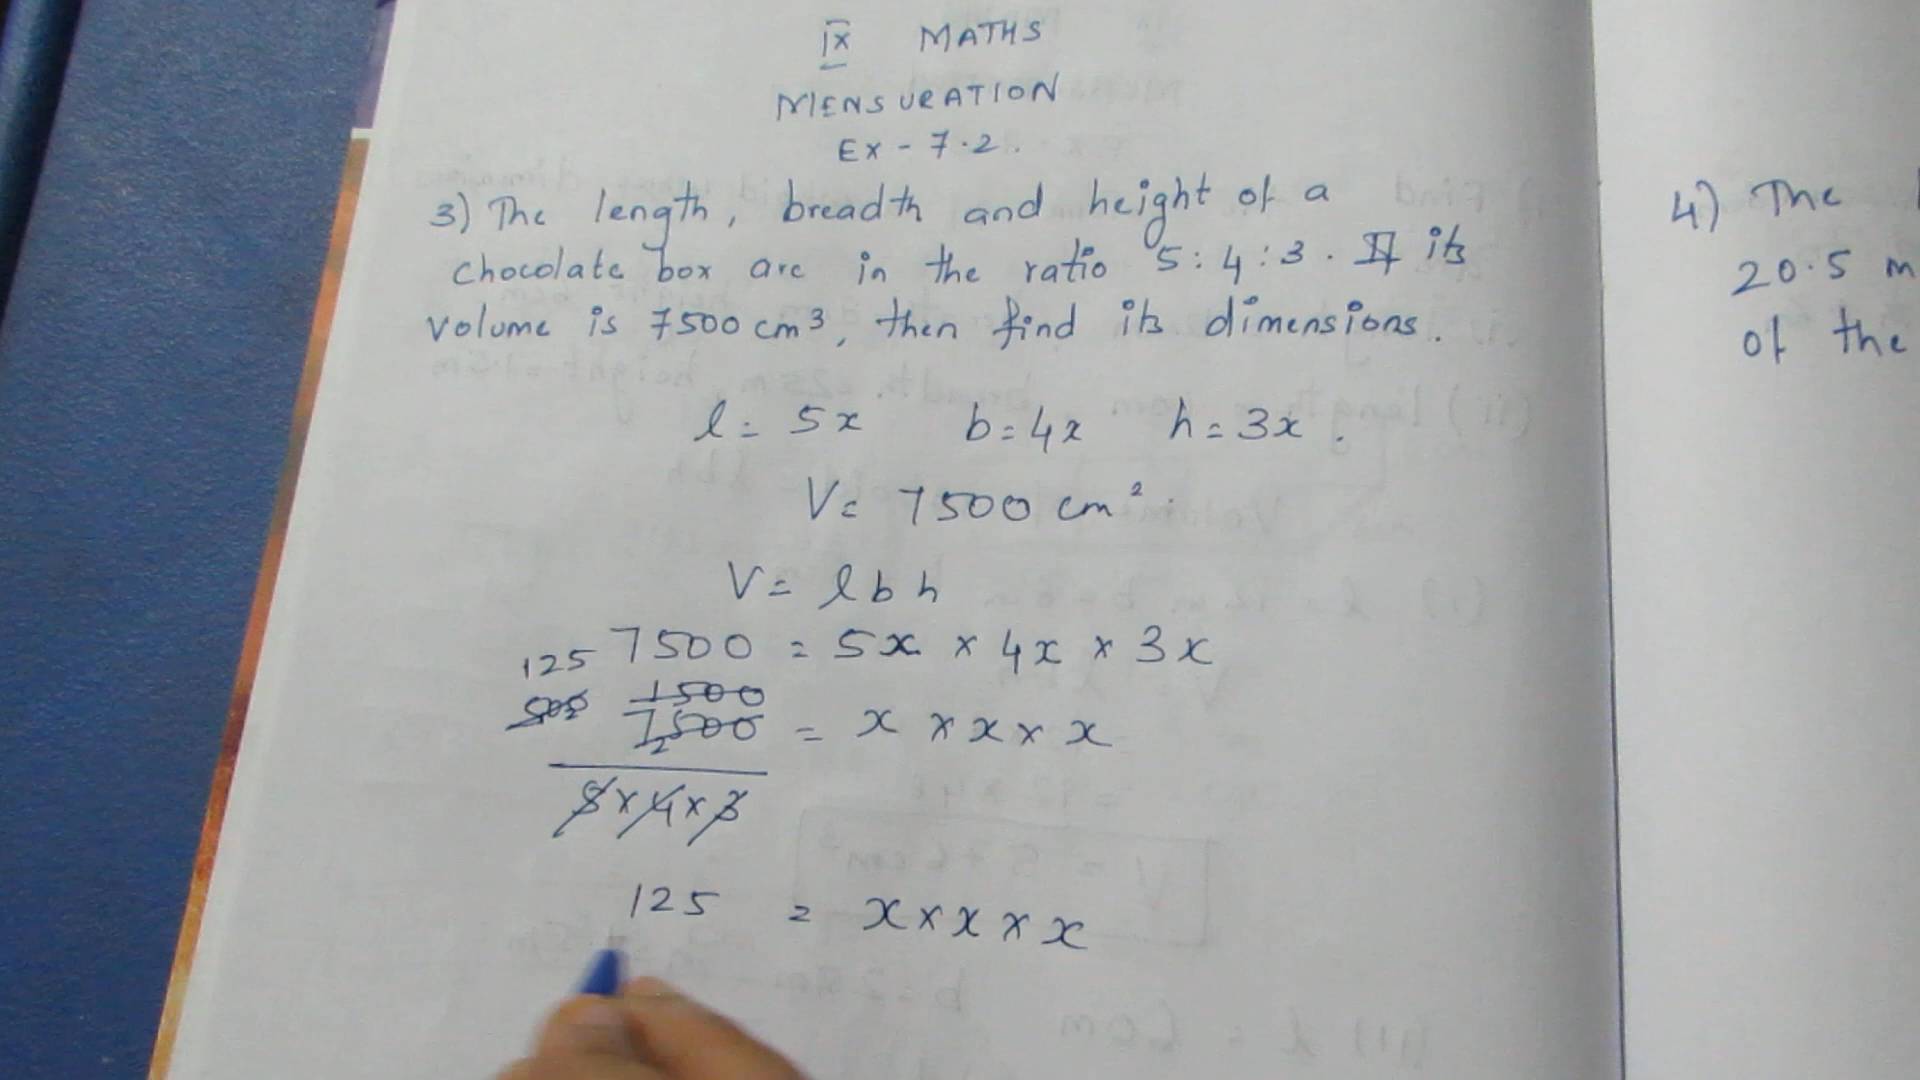 IX MATHS
MENSURATION
Ex - 7.2.
3) The length, breadth and height of a
chocolate box are in the ratio 5:4:3. If its
volume is 7500 cm³, then find its dimensions.
l = 5x b = 4x h = 3x.
V = 7500 cm².
V = lbh
7500 = 5x × 4x × 3x
125
500 1500
7500 = x × x × x
2
5 × 4 × 3
125 = x × x × x
4) The
20.5 m
of the